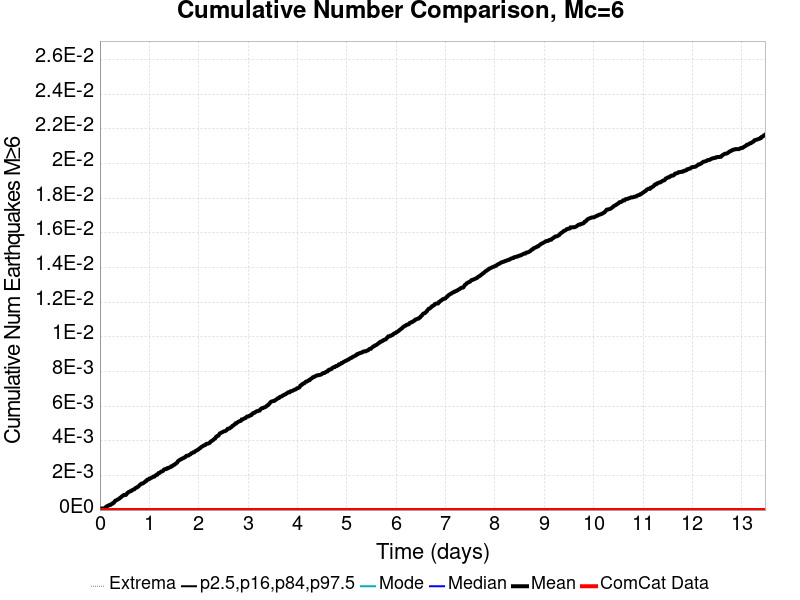 Cumulative Number Comparison, Mc=6
Cumulative Num Earthquakes M≥6
2.6E-2
2.4E-2
2.2E-2
2E-2
1.8E-2
1.6E-2
1.4E-2
1.2E-2
1E-2
8E-3
6E-3
4E-3
2E-3
0E0
0 1 2 3 4 5 6 7 8 9 10 11 12 13
Time (days)
Extrema p2.5,p16,p84,p97.5 Mode Median Mean ComCat Data